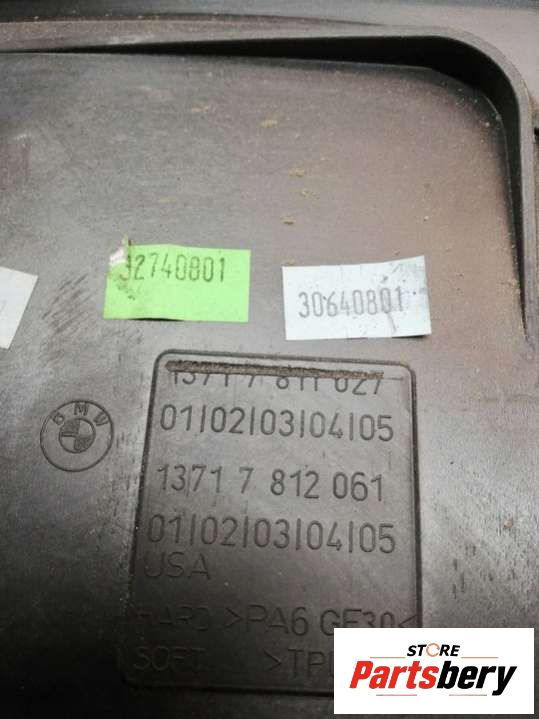 32740801
30640801
BMW
1371 7 811 027
01|02|03|04|05
1371 7 812 061
01|02|03|04|05
USA
HARD >PA6 GF30<
SOFT
STORE
Partsbery